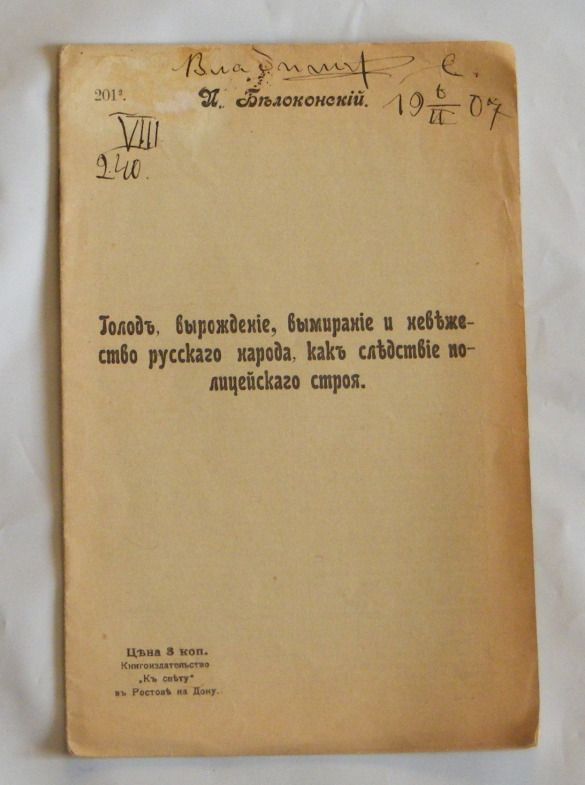 Владимир С.
201².
П. Бѣлоконскій.
19 6/II 07
VIII
240.
Голодъ, вырожденіе, вымираніе и невѣже-
ство русскаго народа, какъ слѣдствіе по-
лицейскаго строя.
Цѣна 3 коп.
Книгоиздательство
„Къ свѣту"
въ Ростовѣ на Дону.